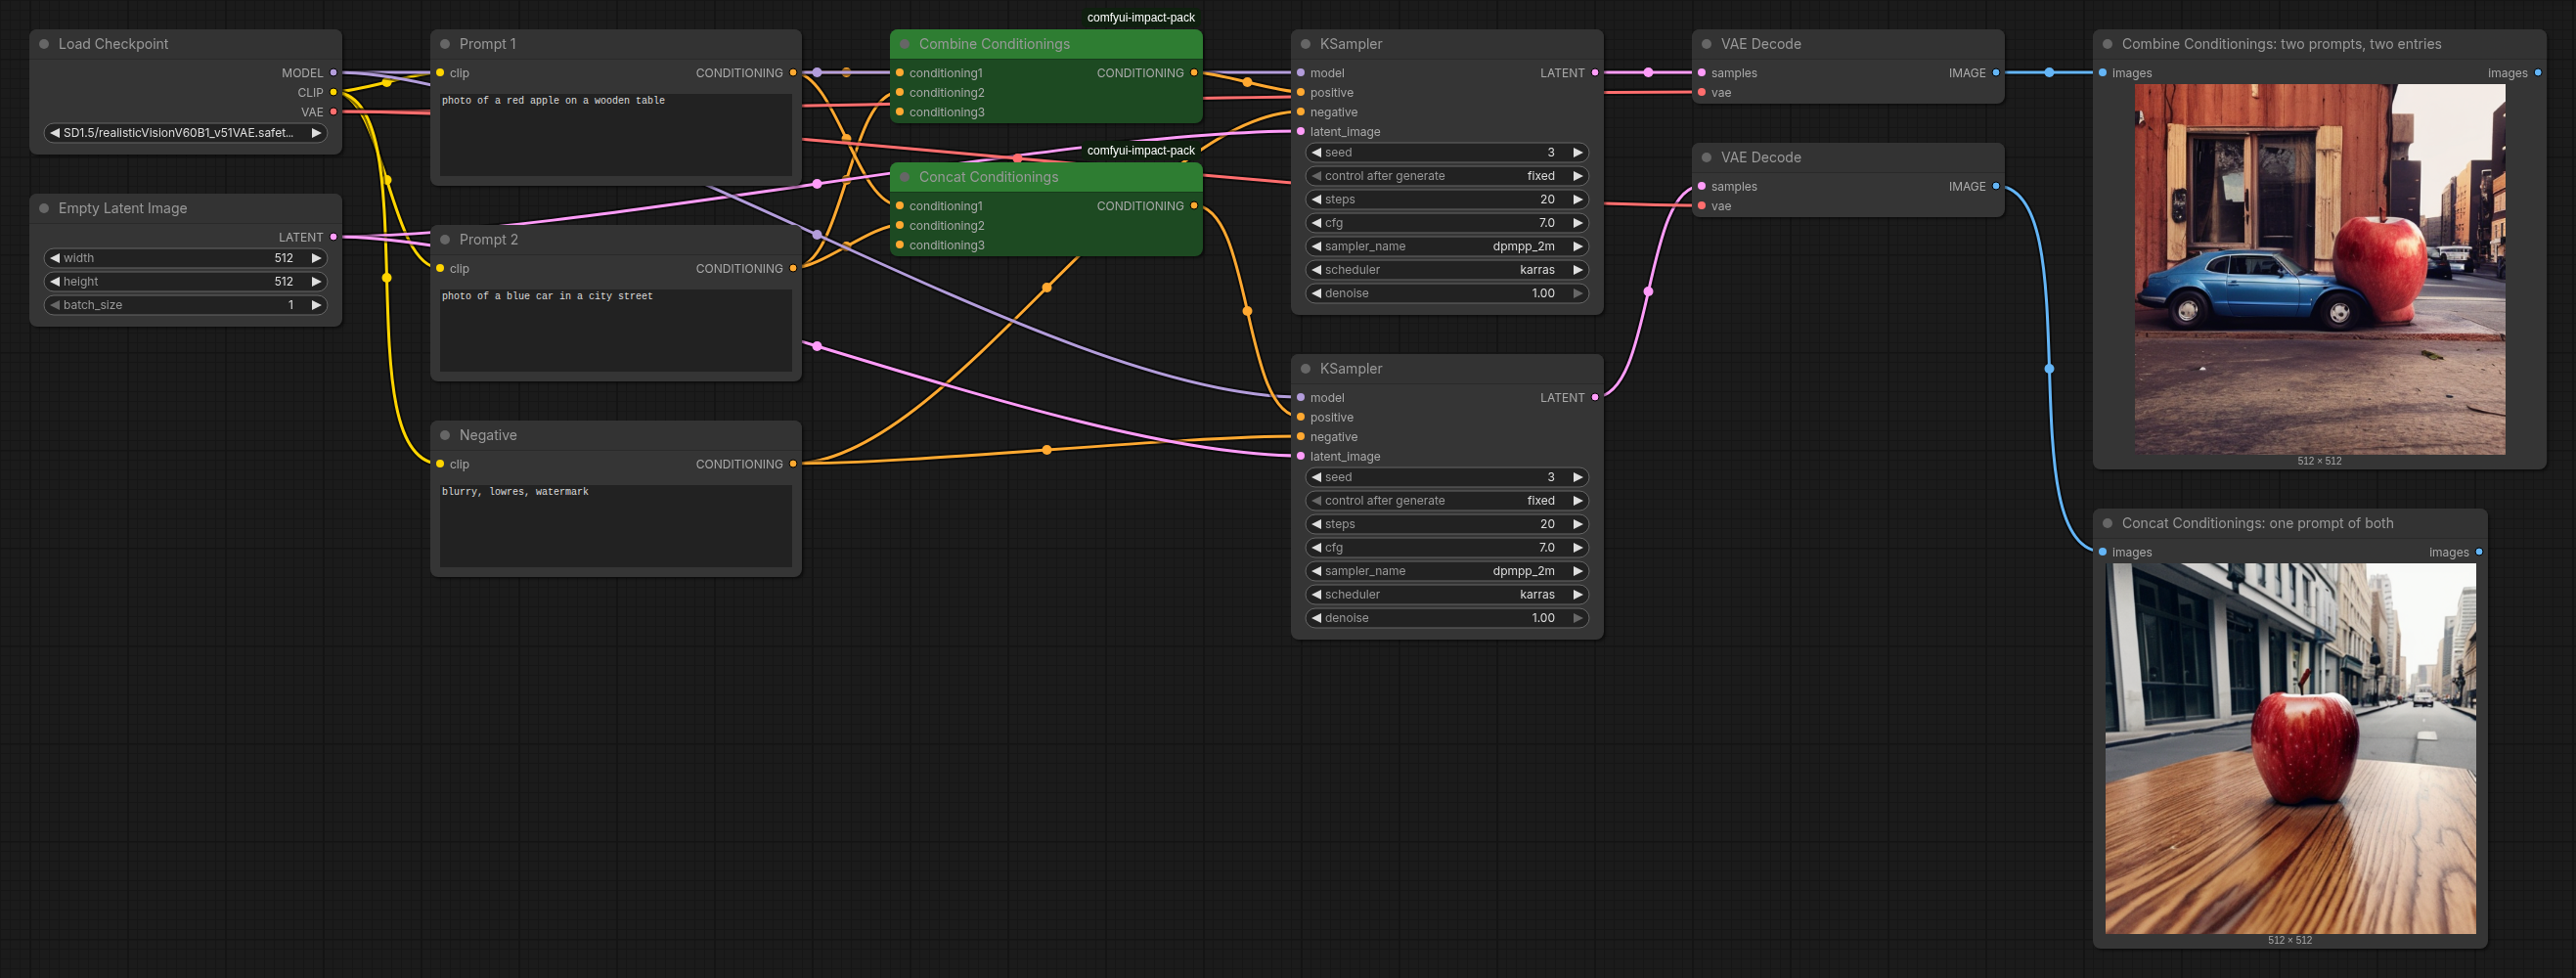 Load Checkpoint
MODEL
CLIP
VAE
SD1.5/realisticVisionV60B1_v51VAE.safet...
Empty Latent Image
LATENT
width 512
height 512
batch_size 1
Prompt 1
clip CONDITIONING
photo of a red apple on a wooden table
Prompt 2
clip CONDITIONING
photo of a blue car in a city street
Negative
clip CONDITIONING
blurry, lowres, watermark
comfyui-impact-pack
Combine Conditionings
conditioning1 CONDITIONING
conditioning2
conditioning3
comfyui-impact-pack
Concat Conditionings
conditioning1 CONDITIONING
conditioning2
conditioning3
KSampler
model LATENT
positive
negative
latent_image
seed 3
control after generate fixed
steps 20
cfg 7.0
sampler_name dpmpp_2m
scheduler karras
denoise 1.00
KSampler
model LATENT
positive
negative
latent_image
seed 3
control after generate fixed
steps 20
cfg 7.0
sampler_name dpmpp_2m
scheduler karras
denoise 1.00
VAE Decode
samples IMAGE
vae
VAE Decode
samples IMAGE
vae
Combine Conditionings: two prompts, two entries
images images
512 × 512
Concat Conditionings: one prompt of both
images images
512 × 512